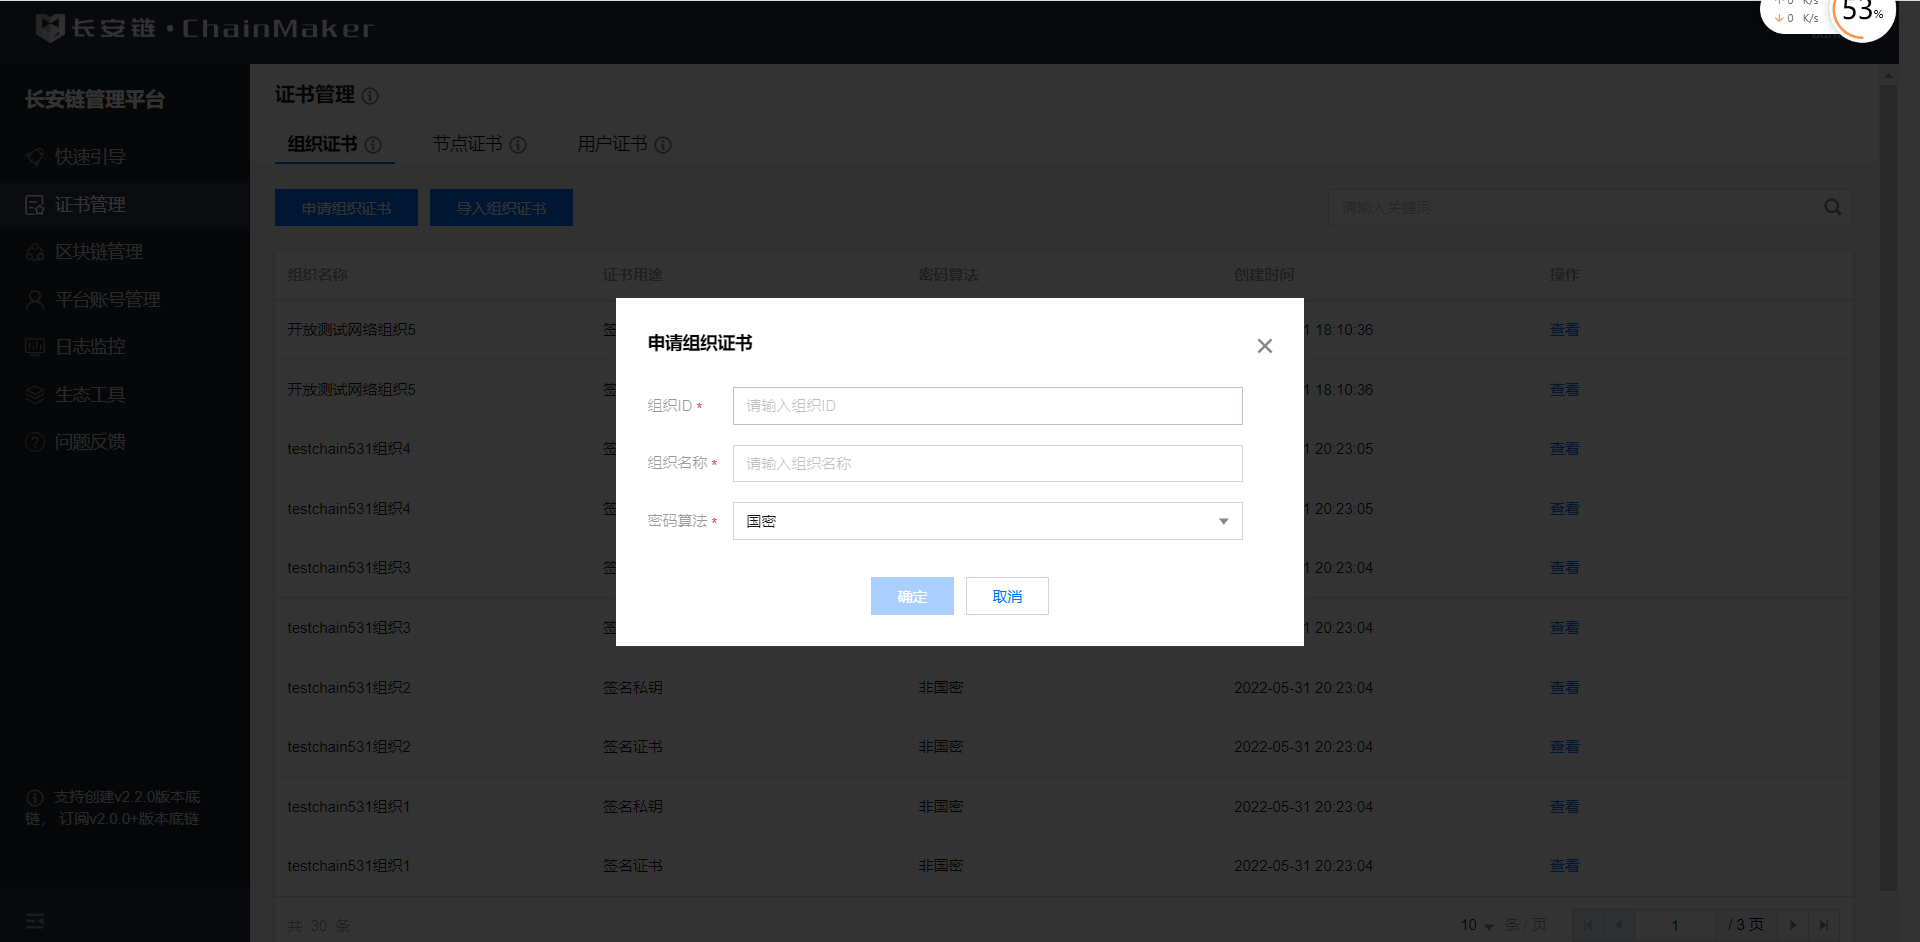 长安链·ChainMaker
0 K/s
0 K/s
53%
长安链管理平台
快速引导
证书管理
区块链管理
平台账号管理
日志监控
生态工具
问题反馈
支持创建v2.2.0版本底
链， 订阅v2.0.0+版本底链
证书管理
组织证书 节点证书 用户证书
申请组织证书 导入组织证书 请输入关键词
组织名称 证书用途 密码算法 创建时间 操作
开放测试网络组织5 签 1 18:10:36 查看
开放测试网络组织5 签 1 18:10:36 查看
testchain531组织4 签 1 20:23:05 查看
testchain531组织4 签 1 20:23:05 查看
testchain531组织3 签 1 20:23:04 查看
testchain531组织3 签 1 20:23:04 查看
testchain531组织2 签名私钥 非国密 2022-05-31 20:23:04 查看
testchain531组织2 签名证书 非国密 2022-05-31 20:23:04 查看
testchain531组织1 签名私钥 非国密 2022-05-31 20:23:04 查看
testchain531组织1 签名证书 非国密 2022-05-31 20:23:04 查看
共 30 条 10 条 / 页 1 / 3 页
申请组织证书
组织ID * 请输入组织ID
组织名称 * 请输入组织名称
密码算法 * 国密
确定 取消